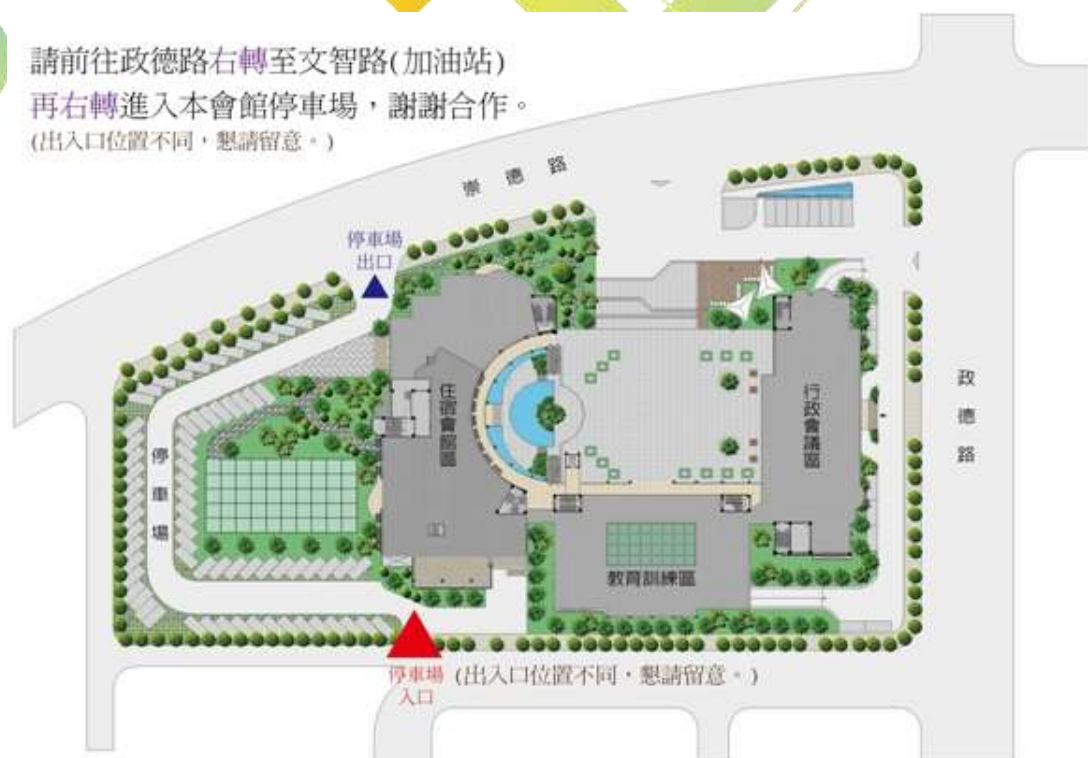 請前往政德路右轉至文智路(加油站)
再右轉進入本會館停車場，謝謝合作。
(出入口位置不同，懇請留意。)
崇德路
停車場
出口
政德路
住宿會館區
行政會議區
停車場
教育訓練區
停車場
入口
(出入口位置不同，懇請留意。)